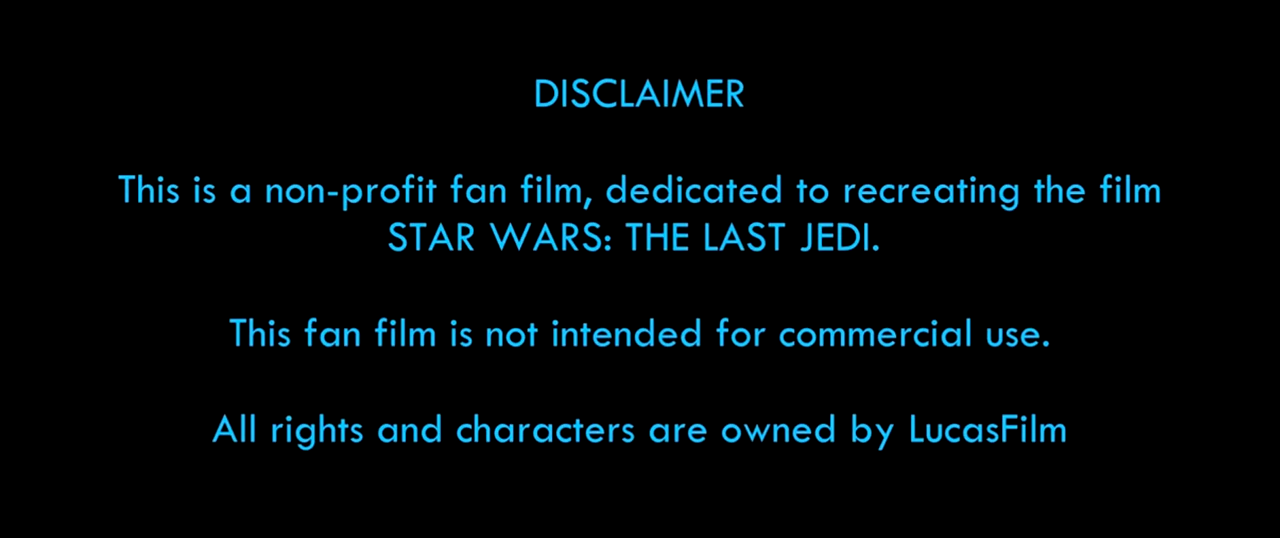 DISCLAIMER
This is a non-profit fan film, dedicated to recreating the film
STAR WARS: THE LAST JEDI.
This fan film is not intended for commercial use.
All rights and characters are owned by LucasFilm